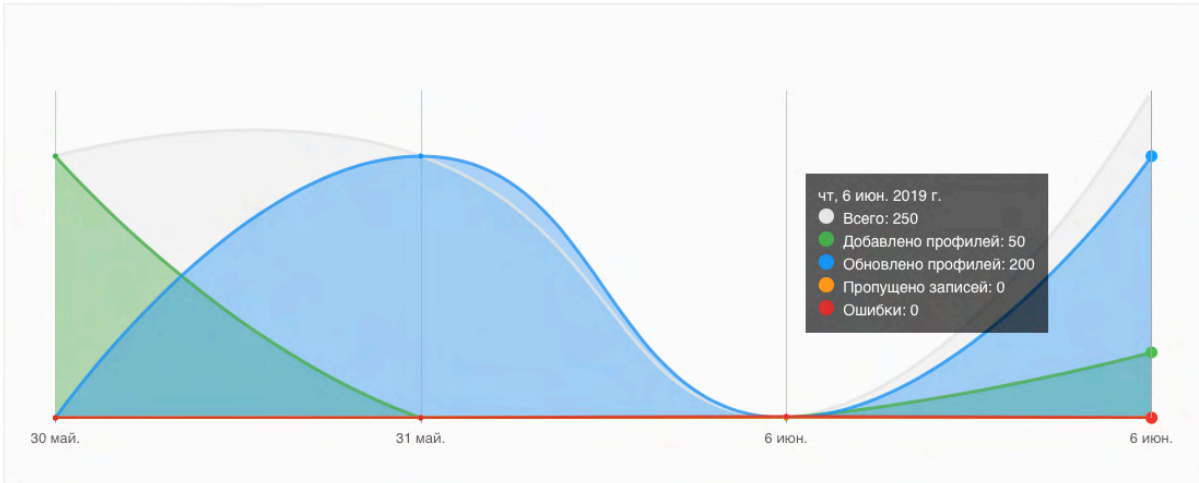 чт, 6 июн. 2019 г.
Всего: 250
Добавлено профилей: 50
Обновлено профилей: 200
Пропущено записей: 0
Ошибки: 0
30 май.
31 май.
6 июн.
6 июн.